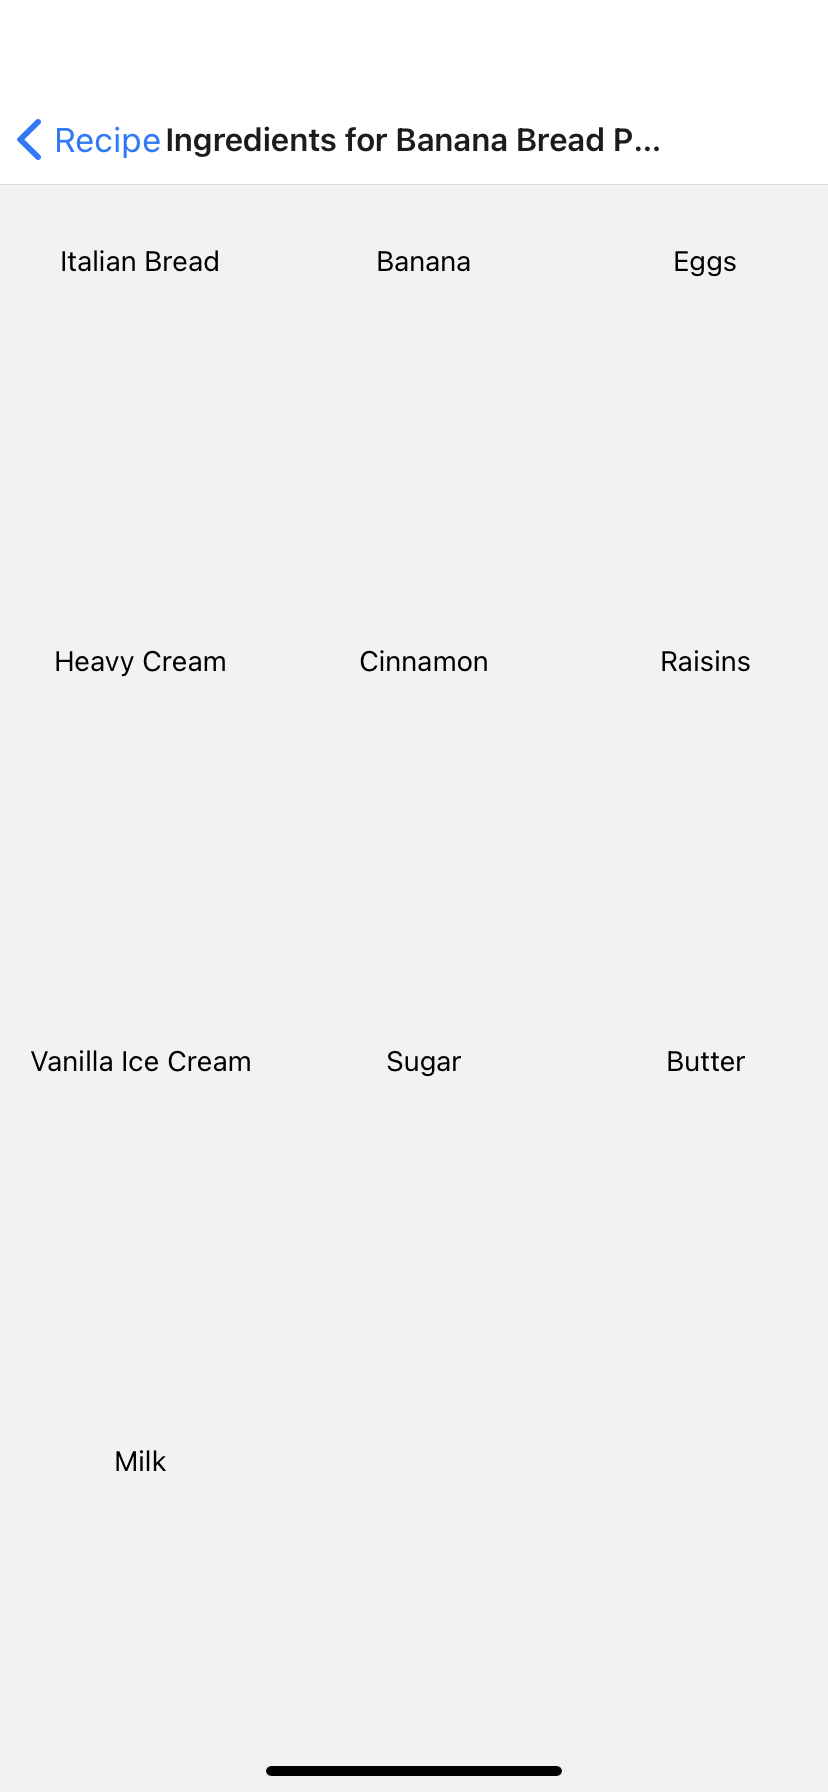 Recipe Ingredients for Banana Bread P...
Italian Bread Banana Eggs
Heavy Cream Cinnamon Raisins
Vanilla Ice Cream Sugar Butter
Milk